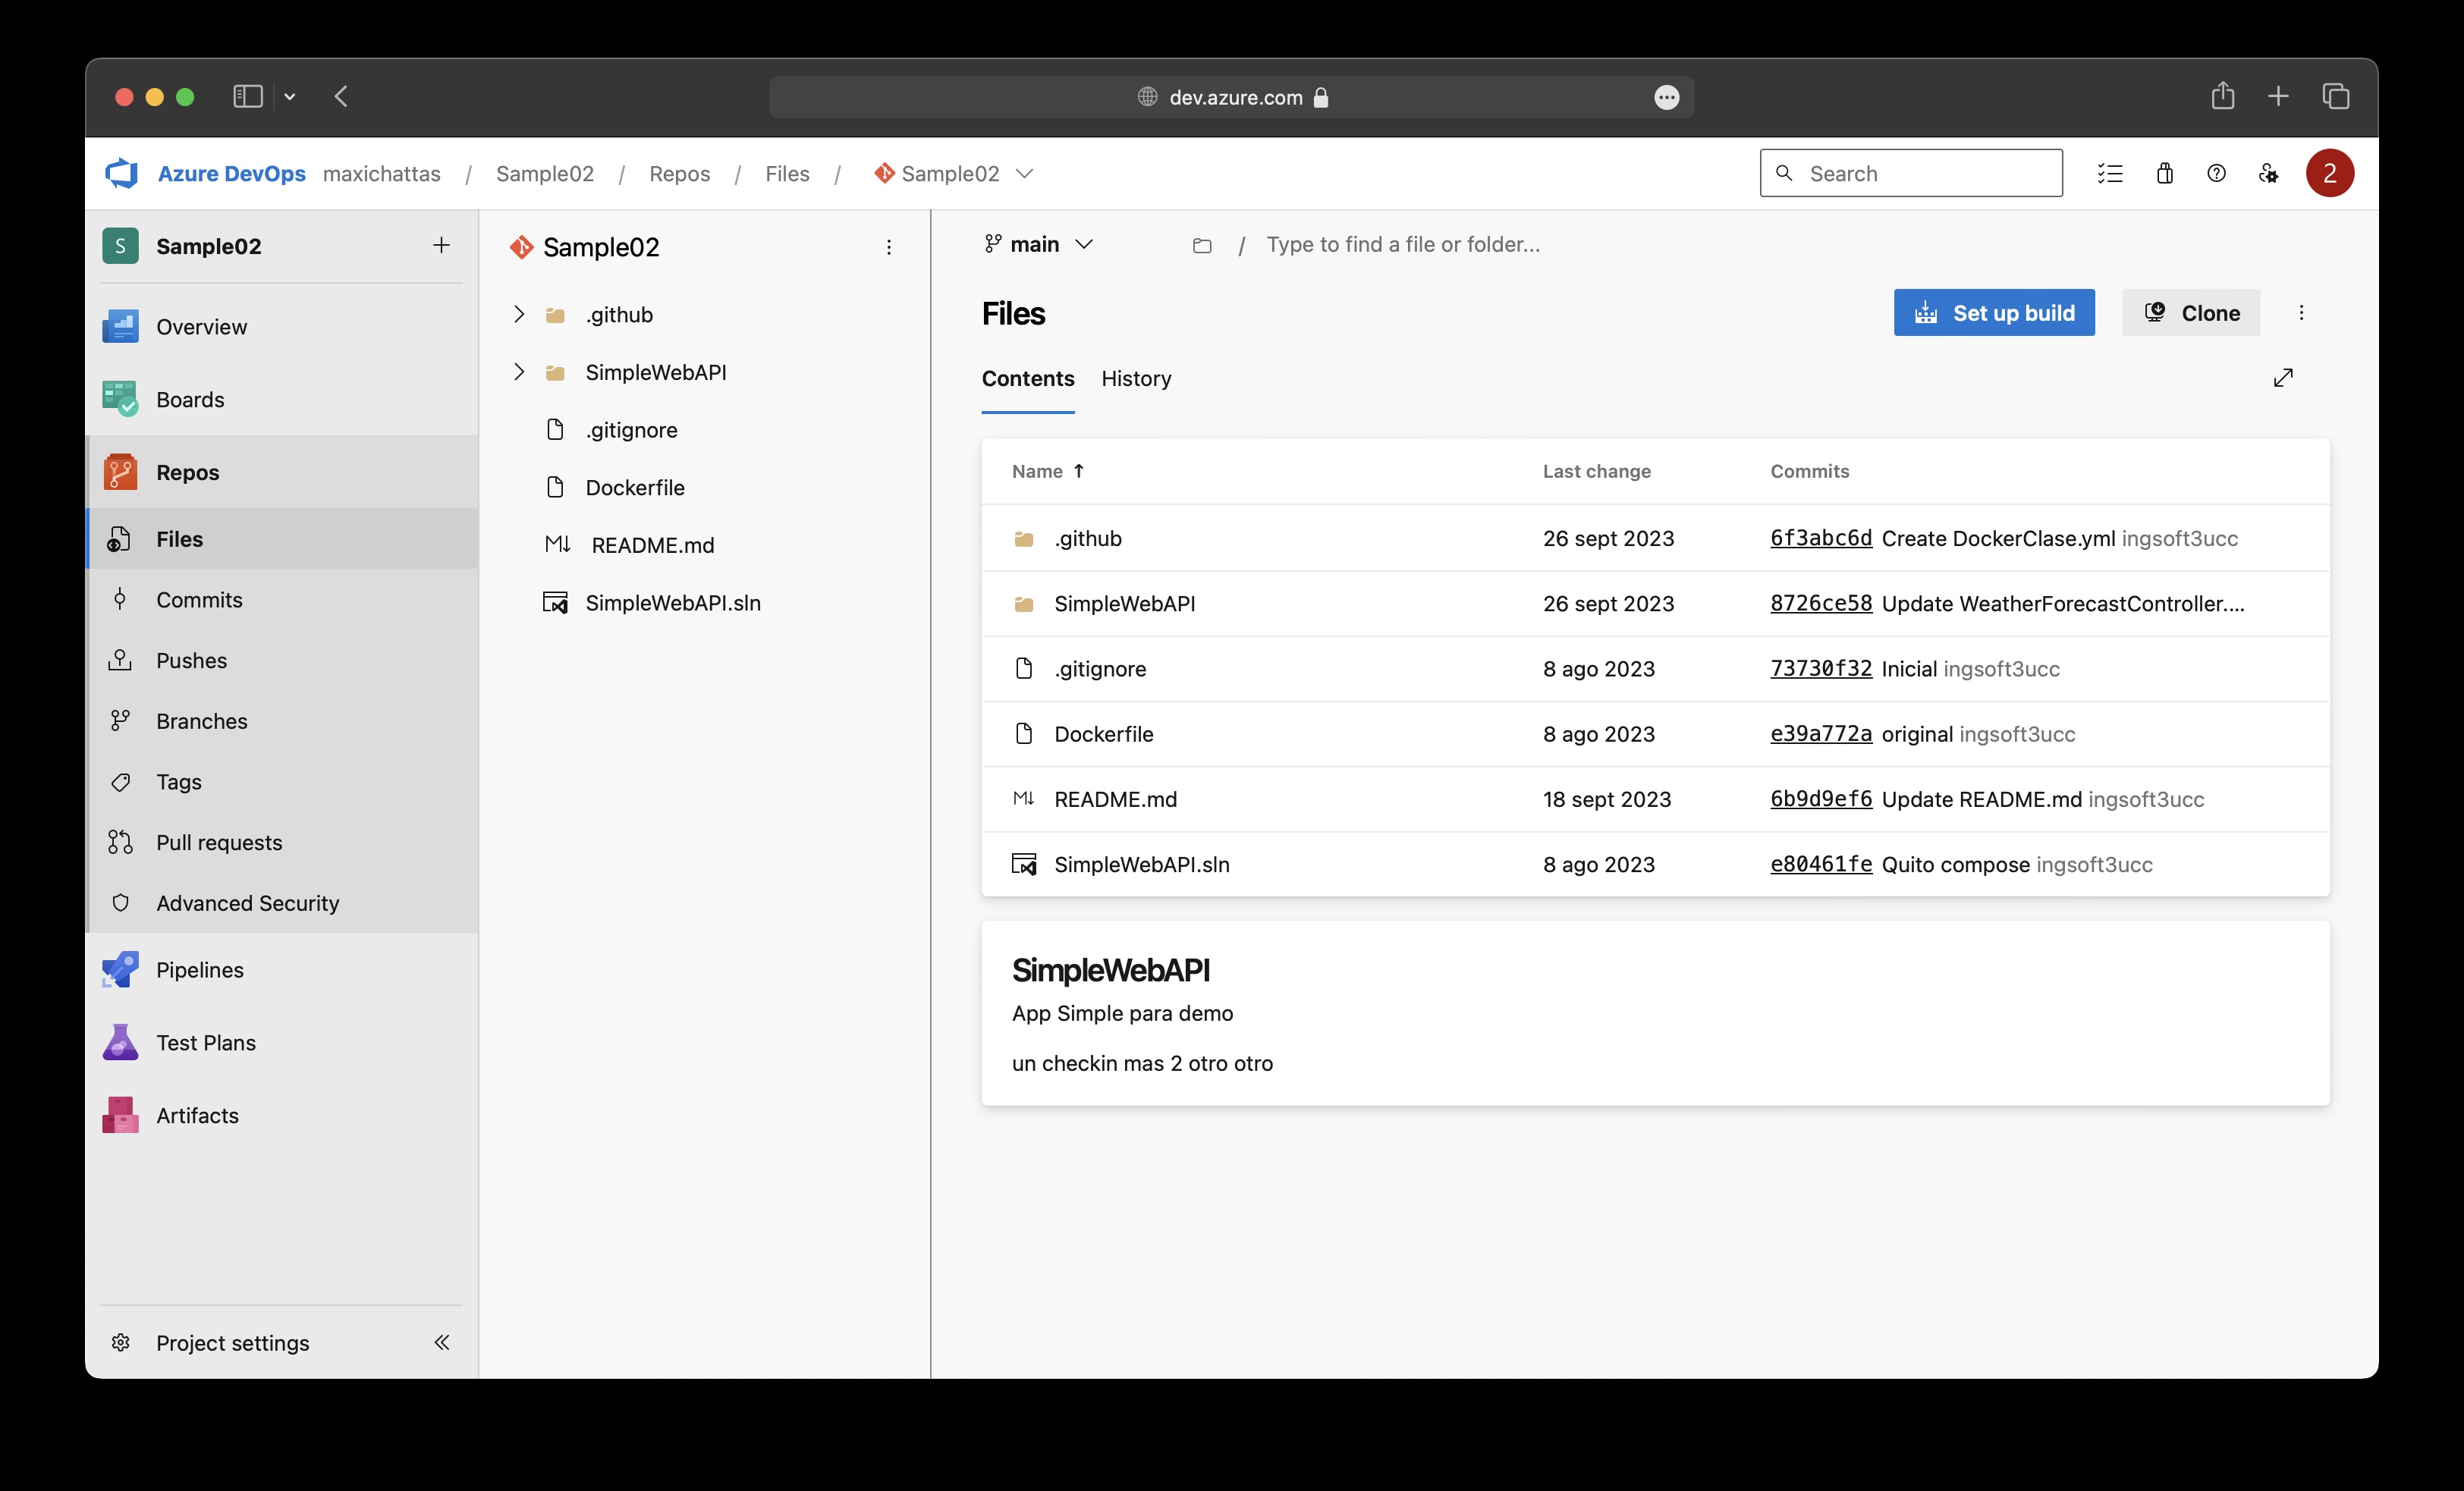 dev.azure.com
Azure DevOps maxichattas / Sample02 / Repos / Files / Sample02
Search
2
S Sample02
Overview
Boards
Repos
Files
Commits
Pushes
Branches
Tags
Pull requests
Advanced Security
Pipelines
Test Plans
Artifacts
Project settings
Sample02
.github
SimpleWebAPI
.gitignore
Dockerfile
README.md
SimpleWebAPI.sln
main / Type to find a file or folder...
Files
Set up build
Clone
Contents History
Name Last change Commits
.github 26 sept 2023 6f3abc6d Create DockerClase.yml ingsoft3ucc
SimpleWebAPI 26 sept 2023 8726ce58 Update WeatherForecastController....
.gitignore 8 ago 2023 73730f32 Inicial ingsoft3ucc
Dockerfile 8 ago 2023 e39a772a original ingsoft3ucc
README.md 18 sept 2023 6b9d9ef6 Update README.md ingsoft3ucc
SimpleWebAPI.sln 8 ago 2023 e80461fe Quito compose ingsoft3ucc
SimpleWebAPI
App Simple para demo
un checkin mas 2 otro otro